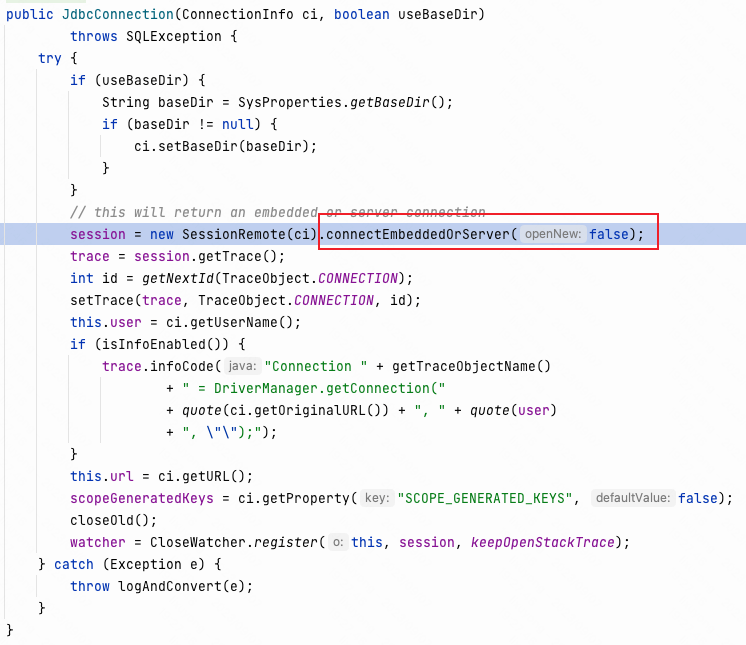 public JdbcConnection(ConnectionInfo ci, boolean useBaseDir)
        throws SQLException {
    try {
        if (useBaseDir) {
            String baseDir = SysProperties.getBaseDir();
            if (baseDir != null) {
                ci.setBaseDir(baseDir);
            }
        }
        // this will return an embedded or server connection
        session = new SessionRemote(ci).connectEmbeddedOrServer( openNew: false);
        trace = session.getTrace();
        int id = getNextId(TraceObject.CONNECTION);
        setTrace(trace, TraceObject.CONNECTION, id);
        this.user = ci.getUserName();
        if (isInfoEnabled()) {
            trace.infoCode( java: "Connection " + getTraceObjectName()
                    + " = DriverManager.getConnection("
                    + quote(ci.getOriginalURL()) + ", " + quote(user)
                    + ", \"\");");
        }
        this.url = ci.getURL();
        scopeGeneratedKeys = ci.getProperty( key: "SCOPE_GENERATED_KEYS", defaultValue: false);
        closeOld();
        watcher = CloseWatcher.register( o: this, session, keepOpenStackTrace);
    } catch (Exception e) {
        throw logAndConvert(e);
    }
}